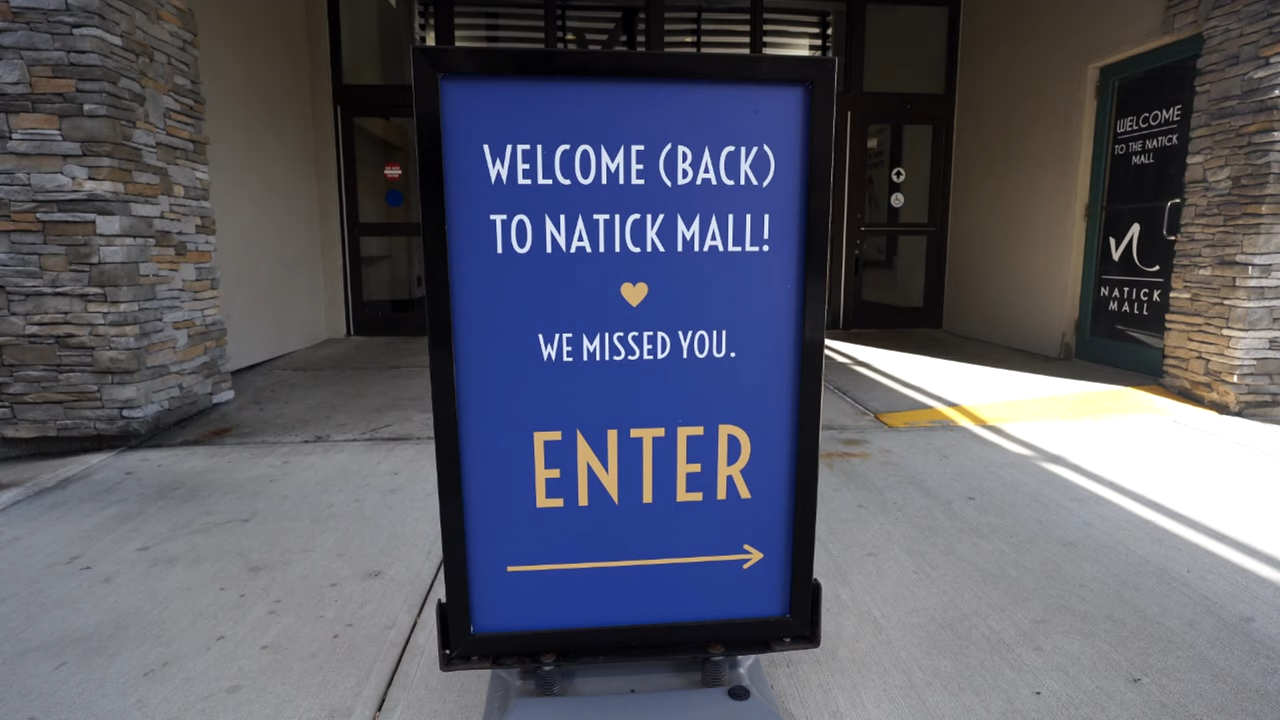 WELCOME (BACK)
TO NATICK MALL!
WE MISSED YOU.
ENTER
WELCOME
TO THE NATICK
MALL
NATICK
MALL